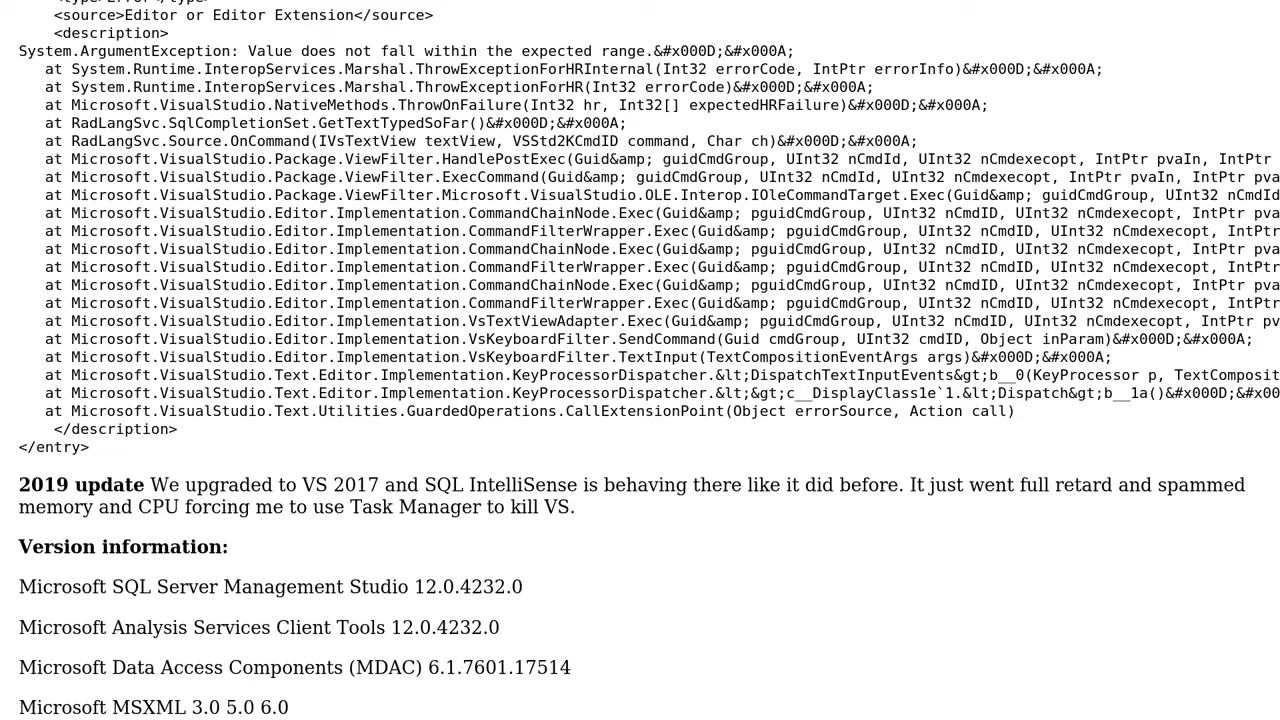 <type>Error</type>
<source>Editor or Editor Extension</source>
<description>
System.ArgumentException: Value does not fall within the expected range.&#x000D;&#x000A;
at System.Runtime.InteropServices.Marshal.ThrowExceptionForHRInternal(Int32 errorCode, IntPtr errorInfo)&#x000D;&#x000A;
at System.Runtime.InteropServices.Marshal.ThrowExceptionForHR(Int32 errorCode)&#x000D;&#x000A;
at Microsoft.VisualStudio.NativeMethods.ThrowOnFailure(Int32 hr, Int32[] expectedHRFailure)&#x000D;&#x000A;
at RadLangSvc.SqlCompletionSet.GetTextTypedSoFar()&#x000D;&#x000A;
at RadLangSvc.Source.OnCommand(IVsTextView textView, VSStd2KCmdID command, Char ch)&#x000D;&#x000A;
at Microsoft.VisualStudio.Package.ViewFilter.HandlePostExec(Guid&amp; guidCmdGroup, UInt32 nCmdId, UInt32 nCmdexecopt, IntPtr pvaIn, IntPtr
at Microsoft.VisualStudio.Package.ViewFilter.ExecCommand(Guid&amp; guidCmdGroup, UInt32 nCmdId, UInt32 nCmdexecopt, IntPtr pvaIn, IntPtr pva
at Microsoft.VisualStudio.Package.ViewFilter.Microsoft.VisualStudio.OLE.Interop.IOleCommandTarget.Exec(Guid&amp; guidCmdGroup, UInt32 nCmdId
at Microsoft.VisualStudio.Editor.Implementation.CommandChainNode.Exec(Guid&amp; pguidCmdGroup, UInt32 nCmdID, UInt32 nCmdexecopt, IntPtr pva
at Microsoft.VisualStudio.Editor.Implementation.CommandFilterWrapper.Exec(Guid&amp; pguidCmdGroup, UInt32 nCmdID, UInt32 nCmdexecopt, IntPtr
at Microsoft.VisualStudio.Editor.Implementation.CommandChainNode.Exec(Guid&amp; pguidCmdGroup, UInt32 nCmdID, UInt32 nCmdexecopt, IntPtr pva
at Microsoft.VisualStudio.Editor.Implementation.CommandFilterWrapper.Exec(Guid&amp; pguidCmdGroup, UInt32 nCmdID, UInt32 nCmdexecopt, IntPtr
at Microsoft.VisualStudio.Editor.Implementation.CommandChainNode.Exec(Guid&amp; pguidCmdGroup, UInt32 nCmdID, UInt32 nCmdexecopt, IntPtr pva
at Microsoft.VisualStudio.Editor.Implementation.CommandFilterWrapper.Exec(Guid&amp; pguidCmdGroup, UInt32 nCmdID, UInt32 nCmdexecopt, IntPtr
at Microsoft.VisualStudio.Editor.Implementation.VsTextViewAdapter.Exec(Guid&amp; pguidCmdGroup, UInt32 nCmdID, UInt32 nCmdexecopt, IntPtr pv
at Microsoft.VisualStudio.Editor.Implementation.VsKeyboardFilter.SendCommand(Guid cmdGroup, UInt32 cmdID, Object inParam)&#x000D;&#x000A;
at Microsoft.VisualStudio.Editor.Implementation.VsKeyboardFilter.TextInput(TextCompositionEventArgs args)&#x000D;&#x000A;
at Microsoft.VisualStudio.Text.Editor.Implementation.KeyProcessorDispatcher.&lt;DispatchTextInputEvents&gt;b__0(KeyProcessor p, TextComposit
at Microsoft.VisualStudio.Text.Editor.Implementation.KeyProcessorDispatcher.&lt;&gt;c__DisplayClass1e`1.&lt;Dispatch&gt;b__1a()&#x000D;&#x00
at Microsoft.VisualStudio.Text.Utilities.GuardedOperations.CallExtensionPoint(Object errorSource, Action call)
</description>
</entry>
2019 update We upgraded to VS 2017 and SQL IntelliSense is behaving there like it did before. It just went full retard and spammed
memory and CPU forcing me to use Task Manager to kill VS.
Version information:
Microsoft SQL Server Management Studio 12.0.4232.0
Microsoft Analysis Services Client Tools 12.0.4232.0
Microsoft Data Access Components (MDAC) 6.1.7601.17514
Microsoft MSXML 3.0 5.0 6.0